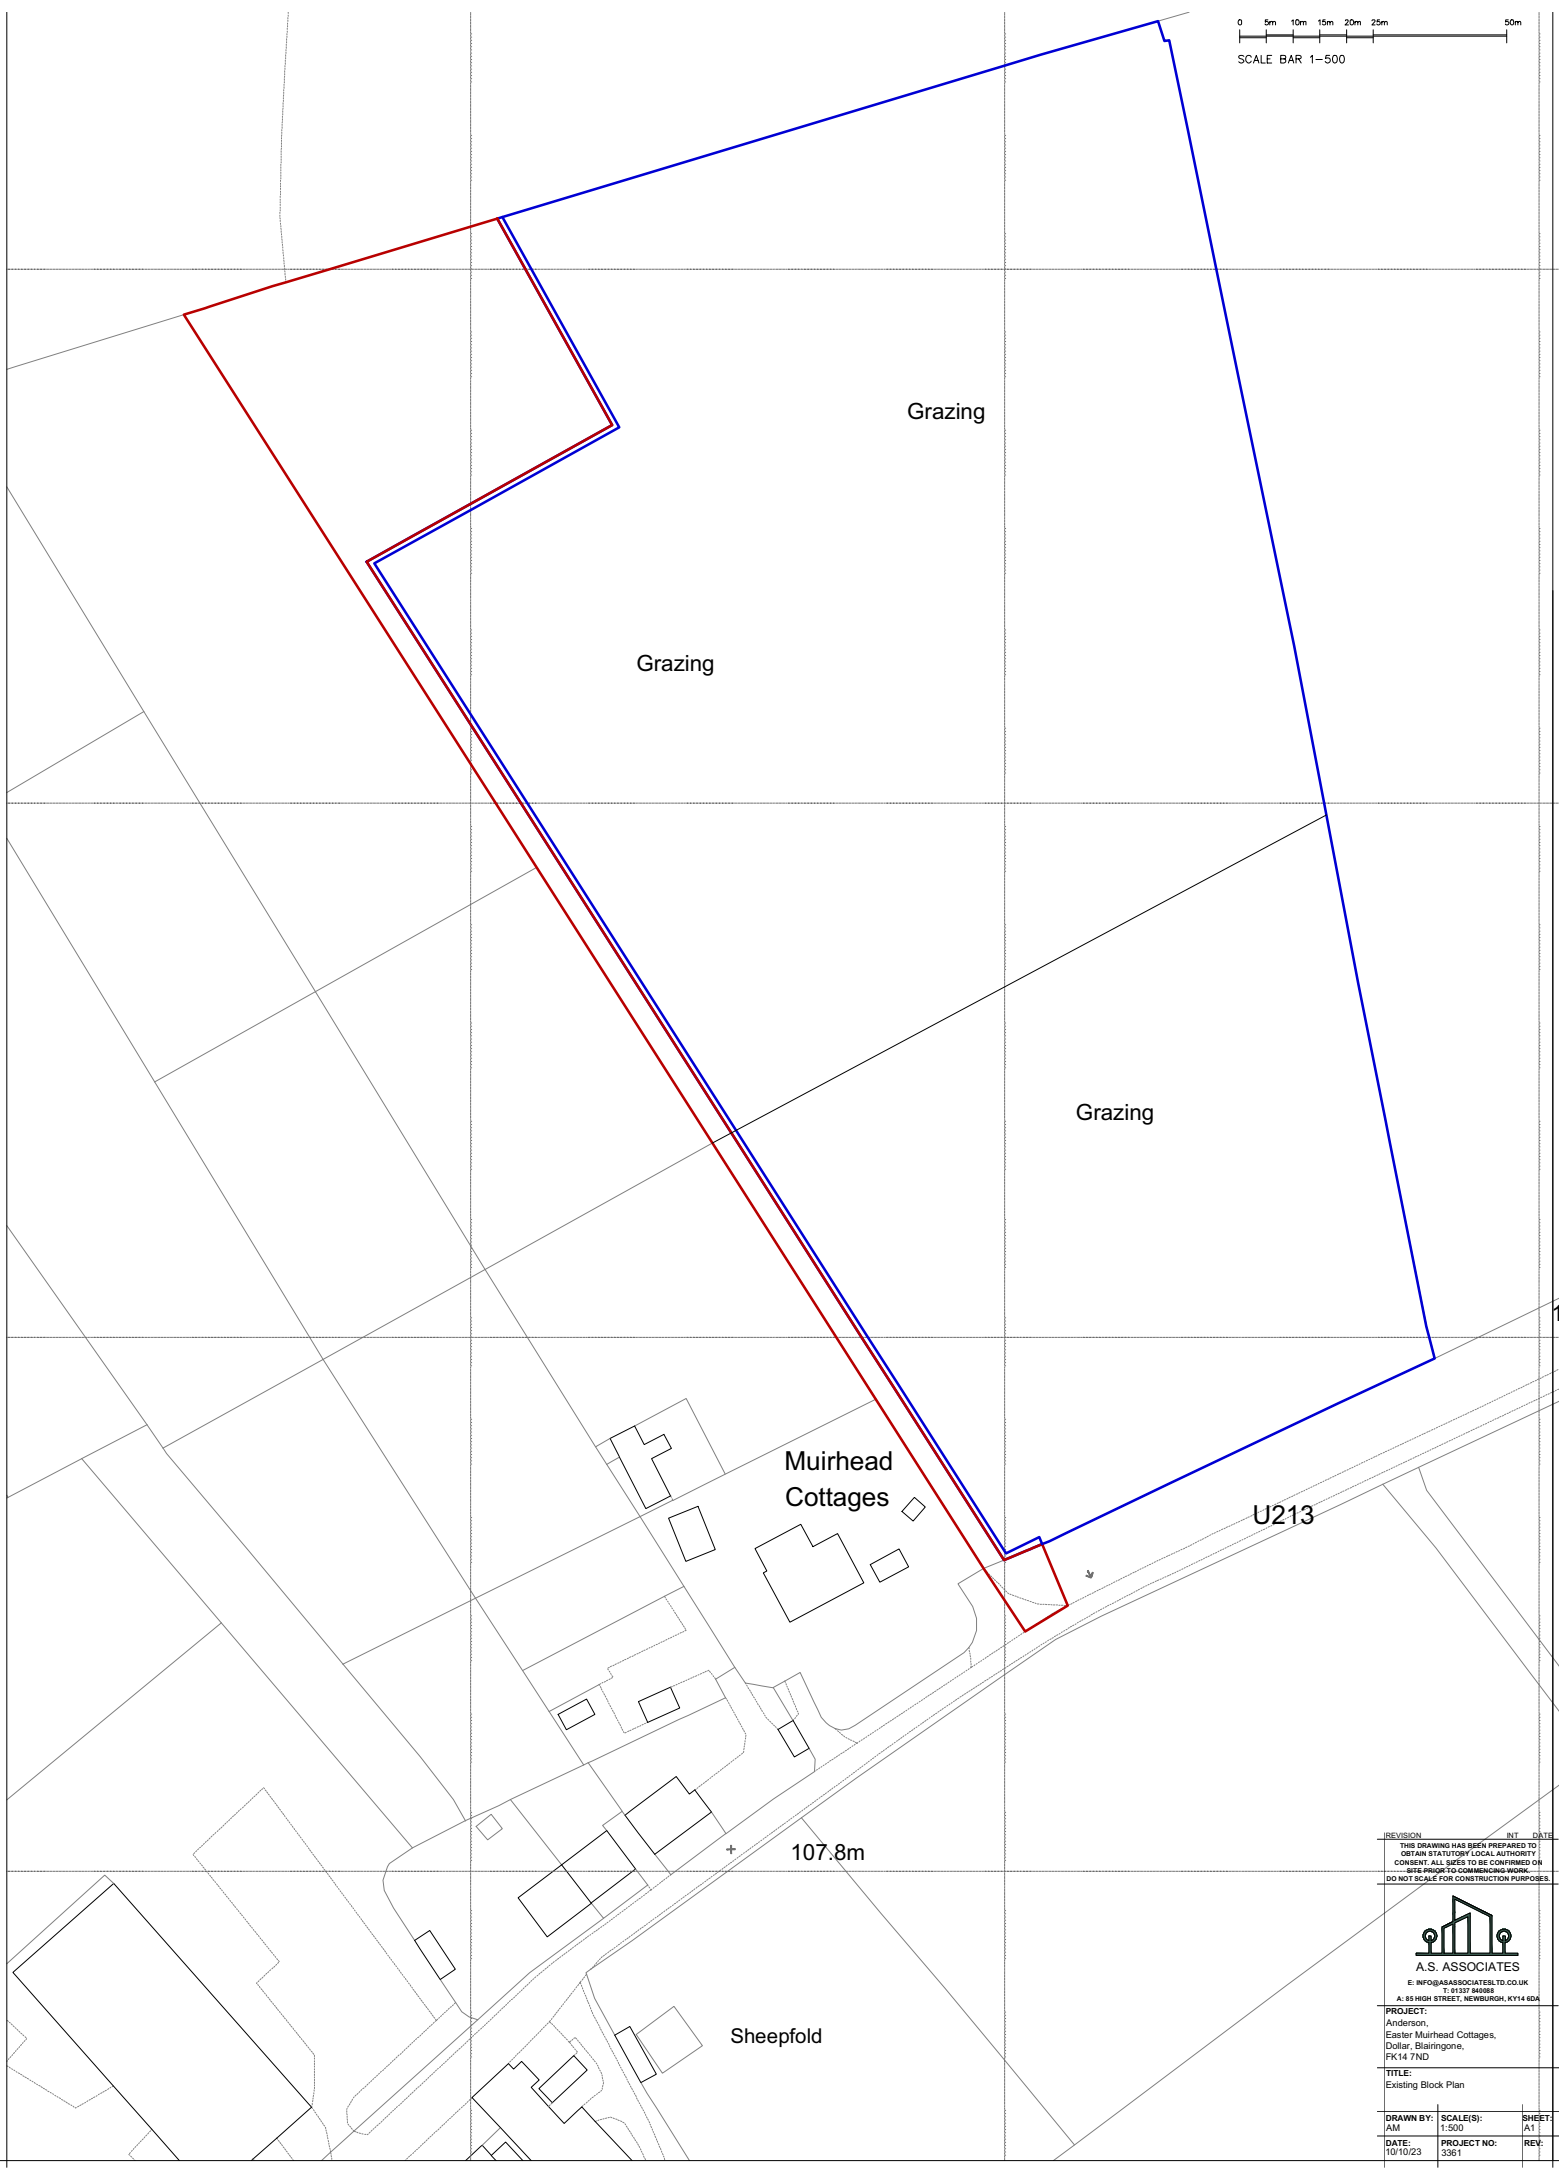 0 5m 10m 15m 20m 25m 50m
SCALE BAR 1-500
Grazing
Grazing
Grazing
1
Muirhead
Cottages
U213
107.8m
Sheepfold
REVISION INT DATE
THIS DRAWING HAS BEEN PREPARED TO
OBTAIN STATUTORY LOCAL AUTHORITY
CONSENT. ALL SIZES TO BE CONFIRMED ON
SITE PRIOR TO COMMENCING WORK.
DO NOT SCALE FOR CONSTRUCTION PURPOSES.
A.S. ASSOCIATES
E: INFO@ASASSOCIATESLTD.CO.UK
T: 01337 840088
A: 85 HIGH STREET, NEWBURGH, KY14 6DA
PROJECT:
Anderson,
Easter Muirhead Cottages,
Dollar, Blairingone,
FK14 7ND
TITLE:
Existing Block Plan
DRAWN BY: SCALE(S): SHEET:
AM 1:500 A1
DATE: PROJECT NO: REV:
10/10/23 3361